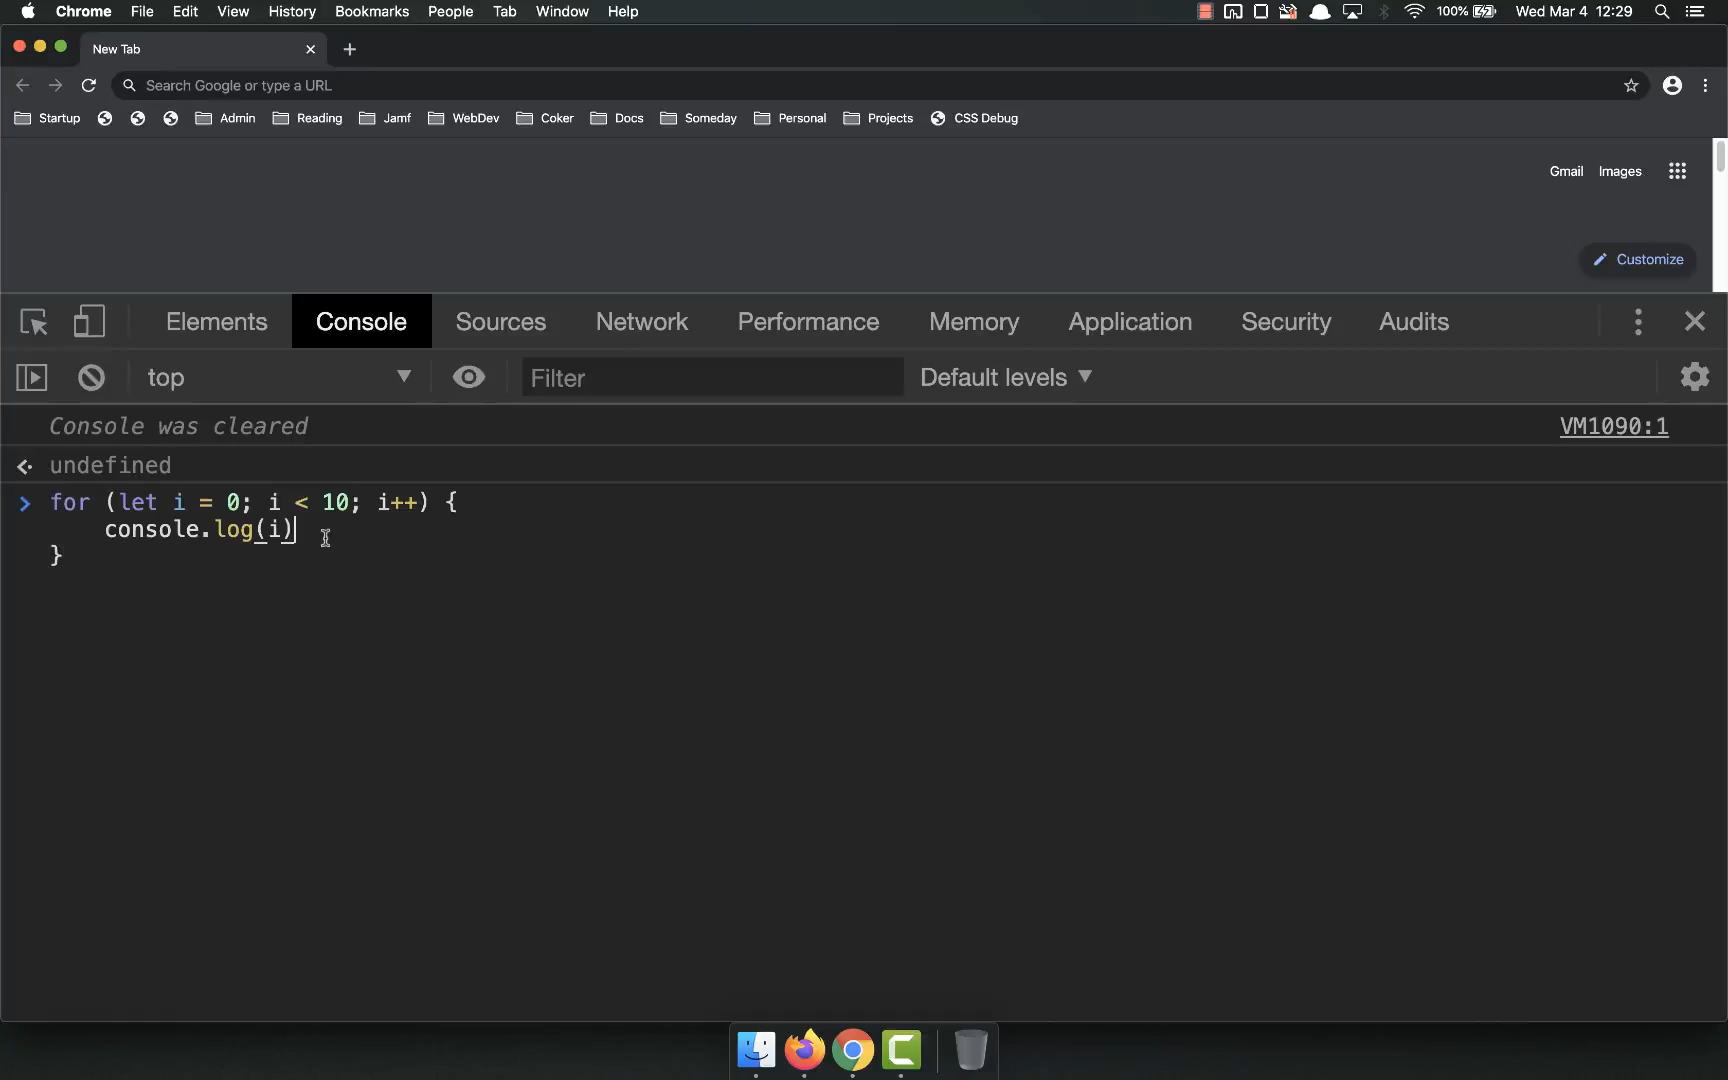 Chrome File Edit View History Bookmarks People Tab Window Help 100% Wed Mar 4 12:29
New Tab
Search Google or type a URL
Startup Admin Reading Jamf WebDev Coker Docs Someday Personal Projects CSS Debug
Gmail Images
Customize
Elements Console Sources Network Performance Memory Application Security Audits
top Filter Default levels
Console was cleared VM1090:1
undefined
for (let i = 0; i < 10; i++) {
console.log(i)
}